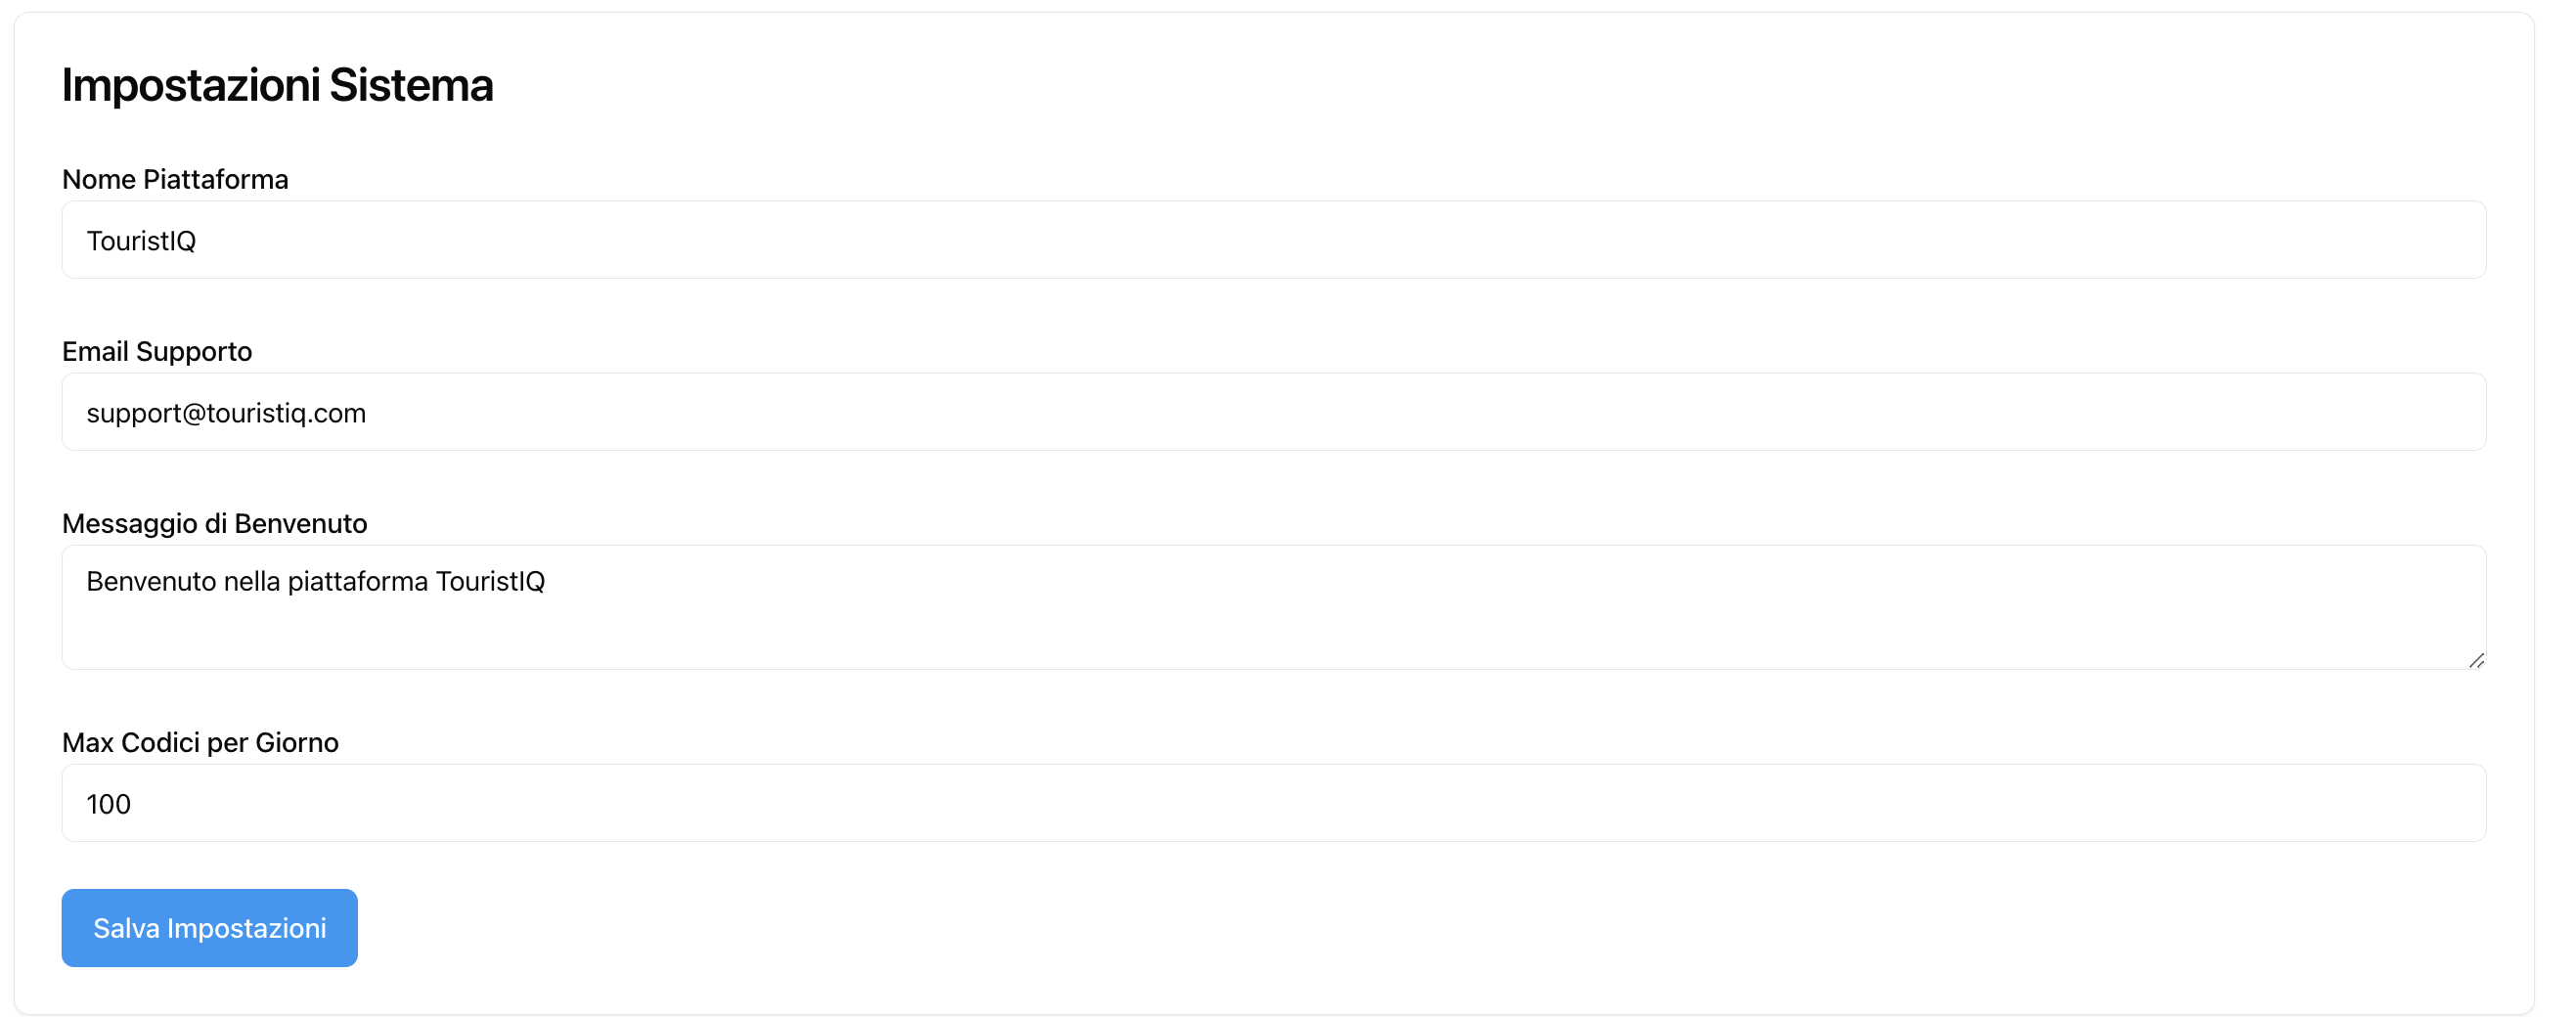 Impostazioni Sistema
Nome Piattaforma
TouristIQ
Email Supporto
support@touristiq.com
Messaggio di Benvenuto
Benvenuto nella piattaforma TouristIQ
Max Codici per Giorno
100
Salva Impostazioni